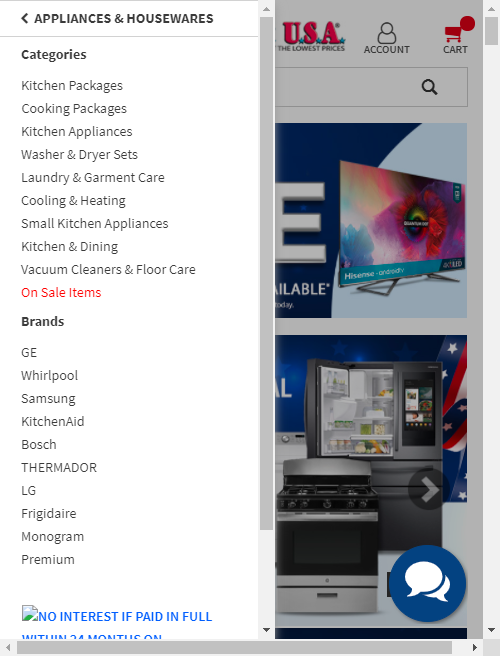 APPLIANCES & HOUSEWARES
Categories
Kitchen Packages
Cooking Packages
Kitchen Appliances
Washer & Dryer Sets
Laundry & Garment Care
Cooling & Heating
Small Kitchen Appliances
Kitchen & Dining
Vacuum Cleaners & Floor Care
On Sale Items
Brands
GE
Whirlpool
Samsung
KitchenAid
Bosch
THERMADOR
LG
Frigidaire
Monogram
Premium
NO INTEREST IF PAID IN FULL
WITHIN 24 MONTHS ON
U.S.A.
THE LOWEST PRICES
ACCOUNT
CART
E
Hisense - androidtv
QUANTUM DOT
ULED
AILABLE*
today.
AL